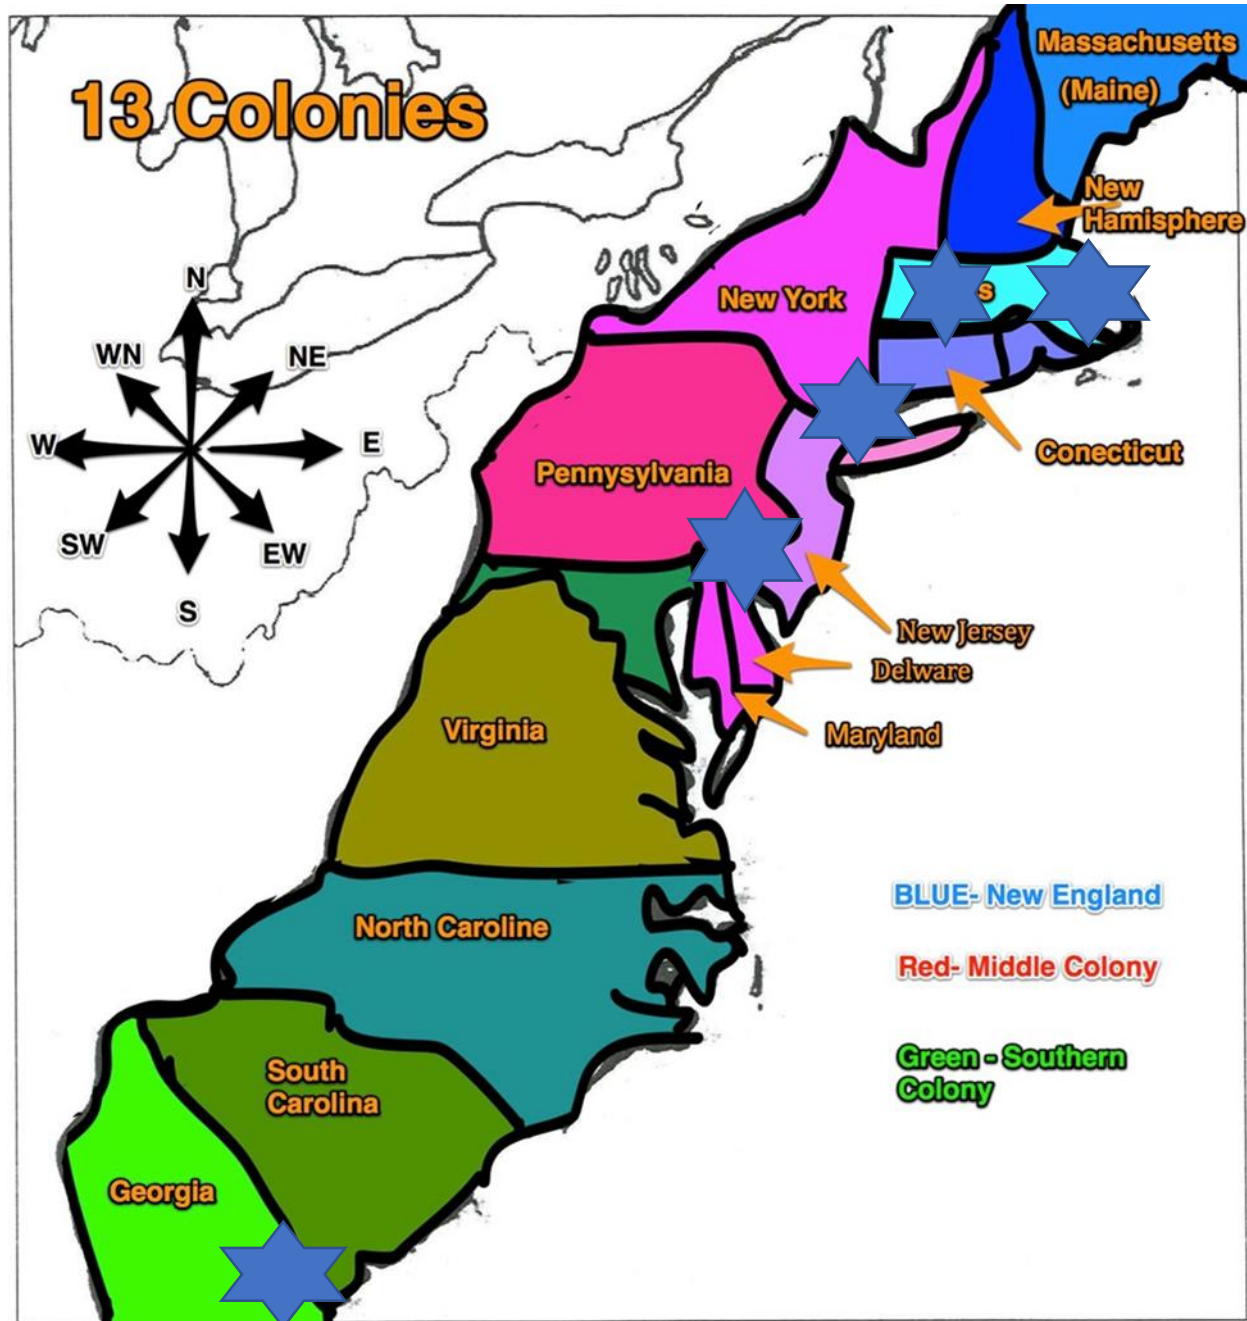 13 Colonies
Massachusetts
(Maine)
New
Hamisphere
N
WN
NE
W
E
SW
EW
S
New York
s
Conecticut
Pennysylvania
New Jersey
Delware
Maryland
Virginia
BLUE- New England
North Caroline
Red- Middle Colony
Green - Southern
Colony
South
Carolina
Georgia